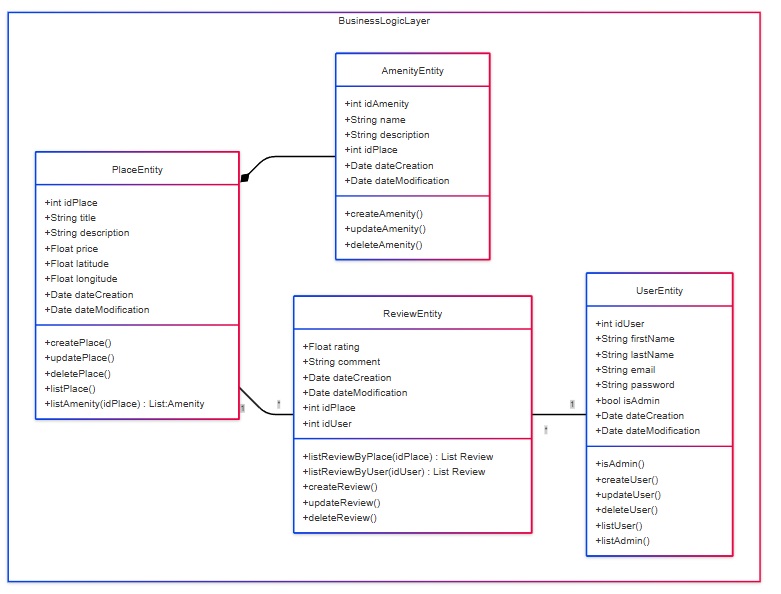 BusinessLogicLayer
AmenityEntity
+int idAmenity
+String name
+String description
+int idPlace
+Date dateCreation
+Date dateModification
+createAmenity()
+updateAmenity()
+deleteAmenity()
PlaceEntity
+int idPlace
+String title
+String description
+Float price
+Float latitude
+Float longitude
+Date dateCreation
+Date dateModification
+createPlace()
+updatePlace()
+deletePlace()
+listPlace()
+listAmenity(idPlace) : List:Amenity
1
*
ReviewEntity
+Float rating
+String comment
+Date dateCreation
+Date dateModification
+int idPlace
+int idUser
+listReviewByPlace(idPlace) : List Review
+listReviewByUser(idUser) : List Review
+createReview()
+updateReview()
+deleteReview()
1
*
UserEntity
+int idUser
+String firstName
+String lastName
+String email
+String password
+bool isAdmin
+Date dateCreation
+Date dateModification
+isAdmin()
+createUser()
+updateUser()
+deleteUser()
+listUser()
+listAdmin()